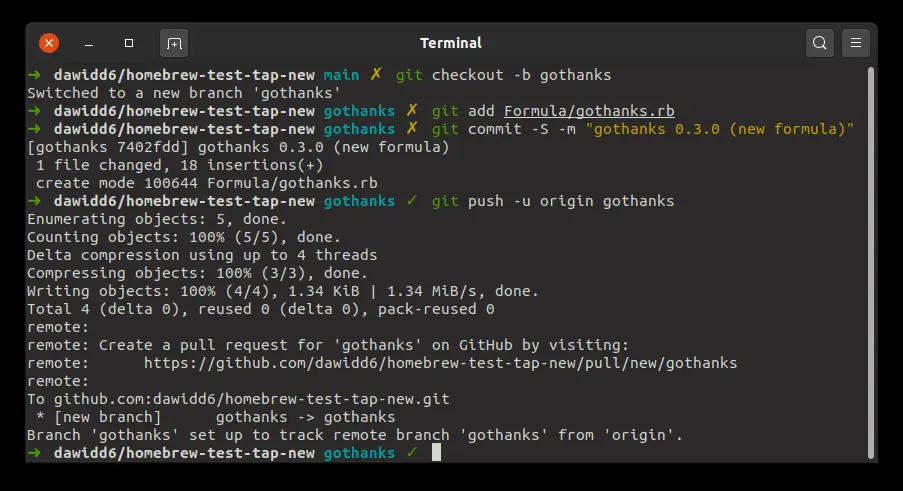 Terminal
➜ dawidd6/homebrew-test-tap-new main ✗ git checkout -b gothanks
Switched to a new branch 'gothanks'
➜ dawidd6/homebrew-test-tap-new gothanks ✗ git add Formula/gothanks.rb
➜ dawidd6/homebrew-test-tap-new gothanks ✗ git commit -S -m "gothanks 0.3.0 (new formula)"
[gothanks 7402fdd] gothanks 0.3.0 (new formula)
 1 file changed, 18 insertions(+)
 create mode 100644 Formula/gothanks.rb
➜ dawidd6/homebrew-test-tap-new gothanks ✓ git push -u origin gothanks
Enumerating objects: 5, done.
Counting objects: 100% (5/5), done.
Delta compression using up to 4 threads
Compressing objects: 100% (3/3), done.
Writing objects: 100% (4/4), 1.34 KiB | 1.34 MiB/s, done.
Total 4 (delta 0), reused 0 (delta 0), pack-reused 0
remote:
remote: Create a pull request for 'gothanks' on GitHub by visiting:
remote:      https://github.com/dawidd6/homebrew-test-tap-new/pull/new/gothanks
remote:
To github.com:dawidd6/homebrew-test-tap-new.git
 * [new branch]      gothanks -> gothanks
Branch 'gothanks' set up to track remote branch 'gothanks' from 'origin'.
➜ dawidd6/homebrew-test-tap-new gothanks ✓